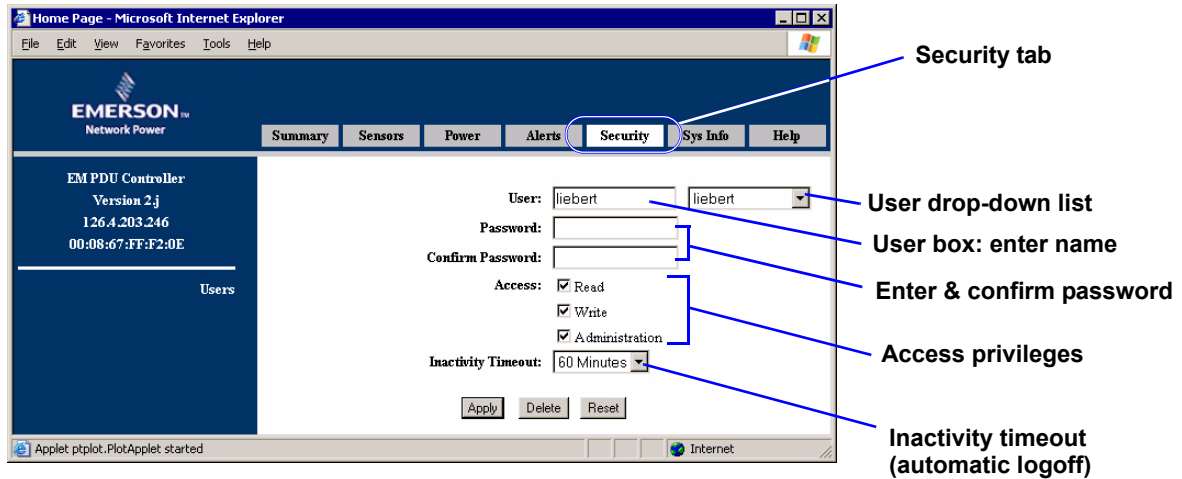 Home Page - Microsoft Internet Explorer
File Edit View Favorites Tools Help
Security tab
EMERSON TM
Network Power
Summary Sensors Power Alerts Security Sys Info Help
EM PDU Controller
Version 2.j
126.4.203.246
00:08:67:FF:F2:0E
Users
User: liebert liebert
User drop-down list
Password:
User box: enter name
Confirm Password:
Enter & confirm password
Access: Read
Write
Administration
Access privileges
Inactivity Timeout: 60 Minutes
Apply Delete Reset
Inactivity timeout
(automatic logoff)
Applet ptplot.PlotApplet started Internet